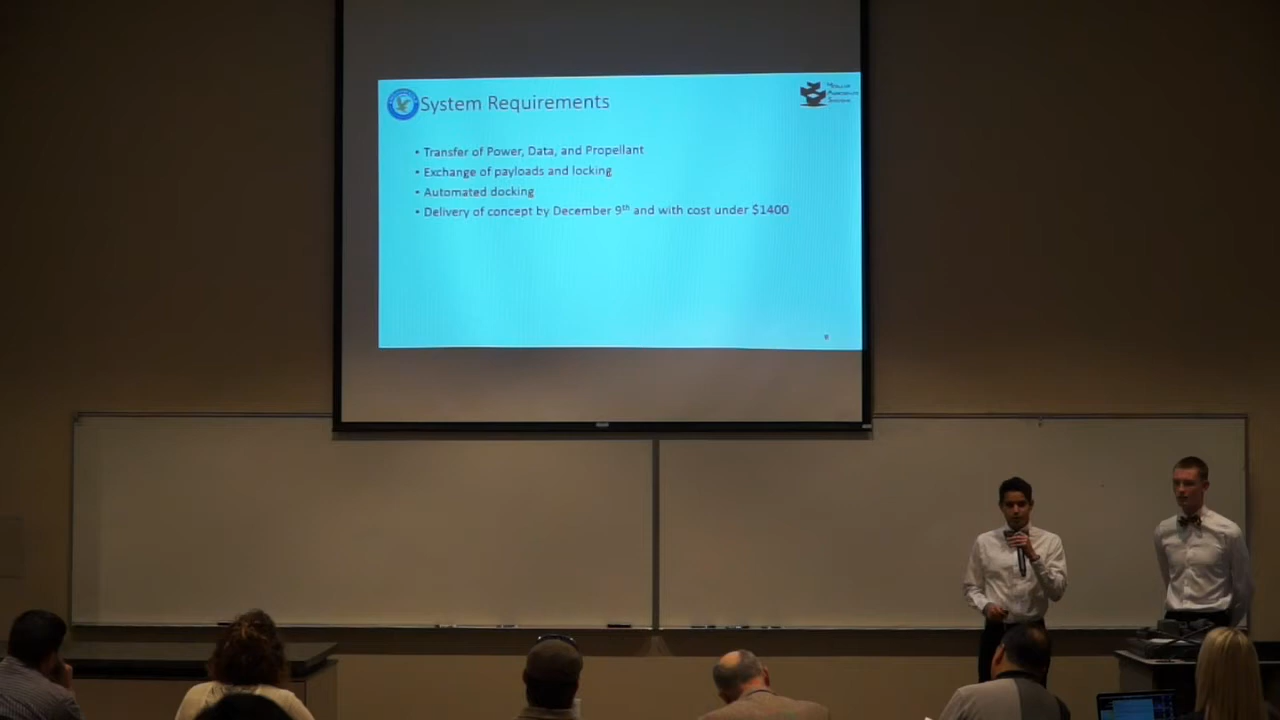 System Requirements
• Transfer of Power, Data, and Propellant
• Exchange of payloads and locking
• Automated docking
• Delivery of concept by December 9th and with cost under $1400